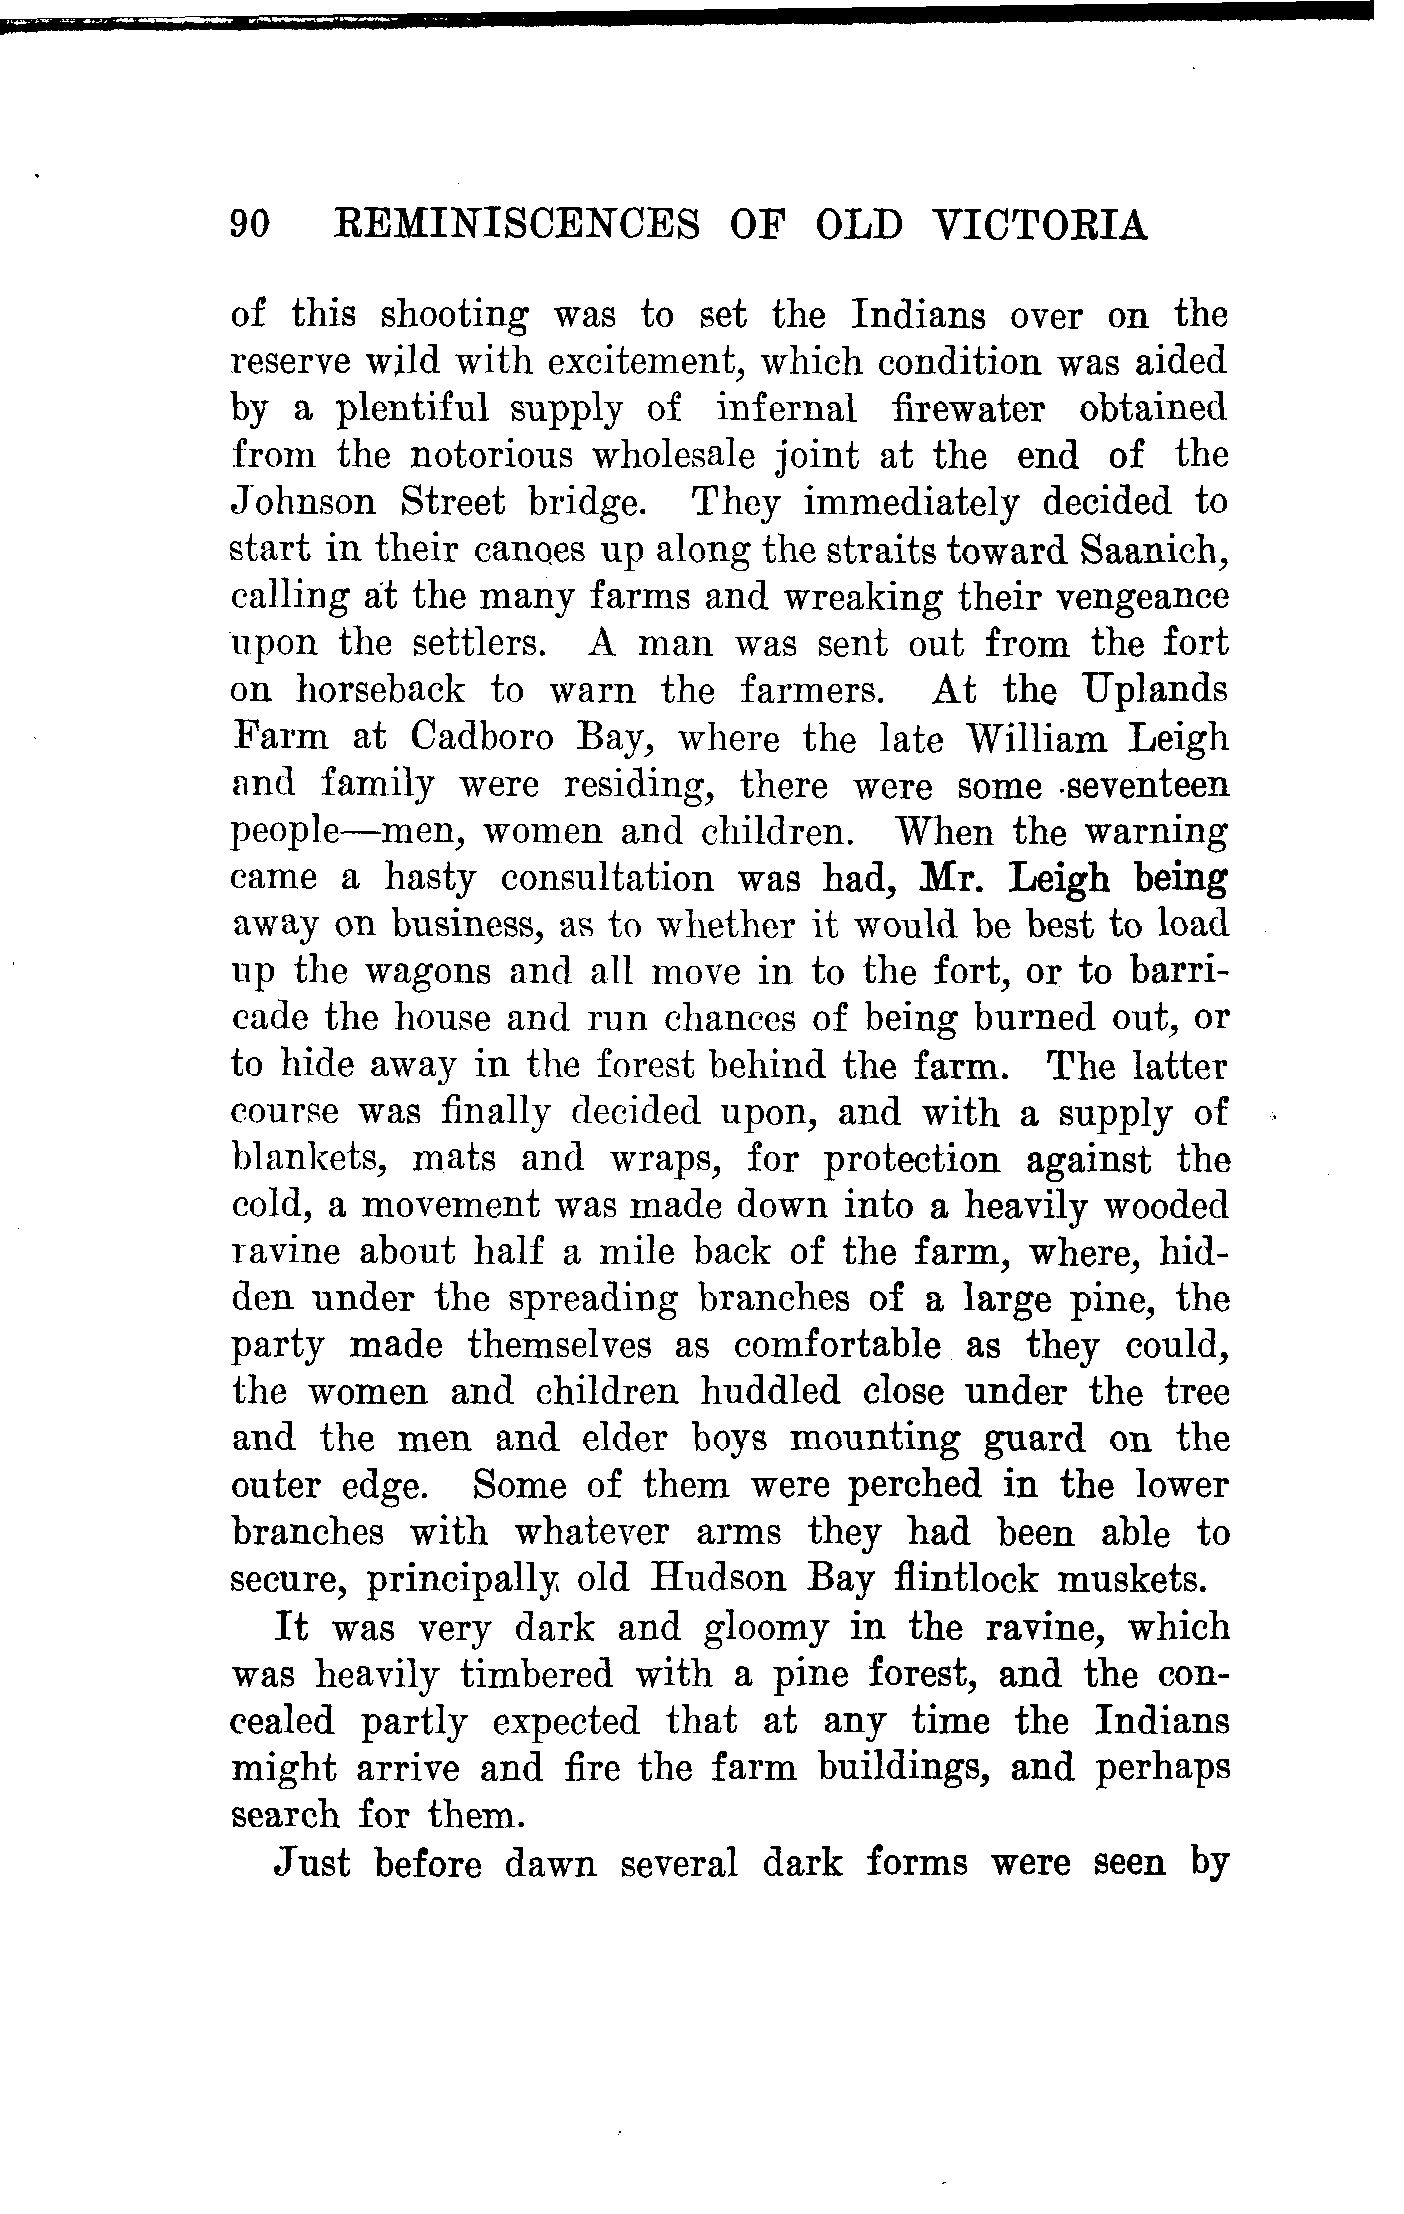 90 REMINISCENCES OF OLD VICTORIA
of this shooting was to set the Indians over on the
reserve wild with excitement, which condition was aided
by a plentiful supply of infernal firewater obtained
from the notorious wholesale joint at the end of the
Johnson Street bridge. They immediately decided to
start in their canoes up along the straits toward Saanich,
calling at the many farms and wreaking their vengeance
upon the settlers. A man was sent out from the fort
on horseback to warn the farmers. At the Uplands
Farm at Cadboro Bay, where the late William Leigh
and family were residing, there were some seventeen
people—men, women and children. When the warning
came a hasty consultation was had, Mr. Leigh being
away on business, as to whether it would be best to load
up the wagons and all move in to the fort, or to barri-
cade the house and run chances of being burned out, or
to hide away in the forest behind the farm. The latter
course was finally decided upon, and with a supply of
blankets, mats and wraps, for protection against the
cold, a movement was made down into a heavily wooded
ravine about half a mile back of the farm, where, hid-
den under the spreading branches of a large pine, the
party made themselves as comfortable as they could,
the women and children huddled close under the tree
and the men and elder boys mounting guard on the
outer edge. Some of them were perched in the lower
branches with whatever arms they had been able to
secure, principally old Hudson Bay flintlock muskets.
It was very dark and gloomy in the ravine, which
was heavily timbered with a pine forest, and the con-
cealed partly expected that at any time the Indians
might arrive and fire the farm buildings, and perhaps
search for them.
Just before dawn several dark forms were seen by